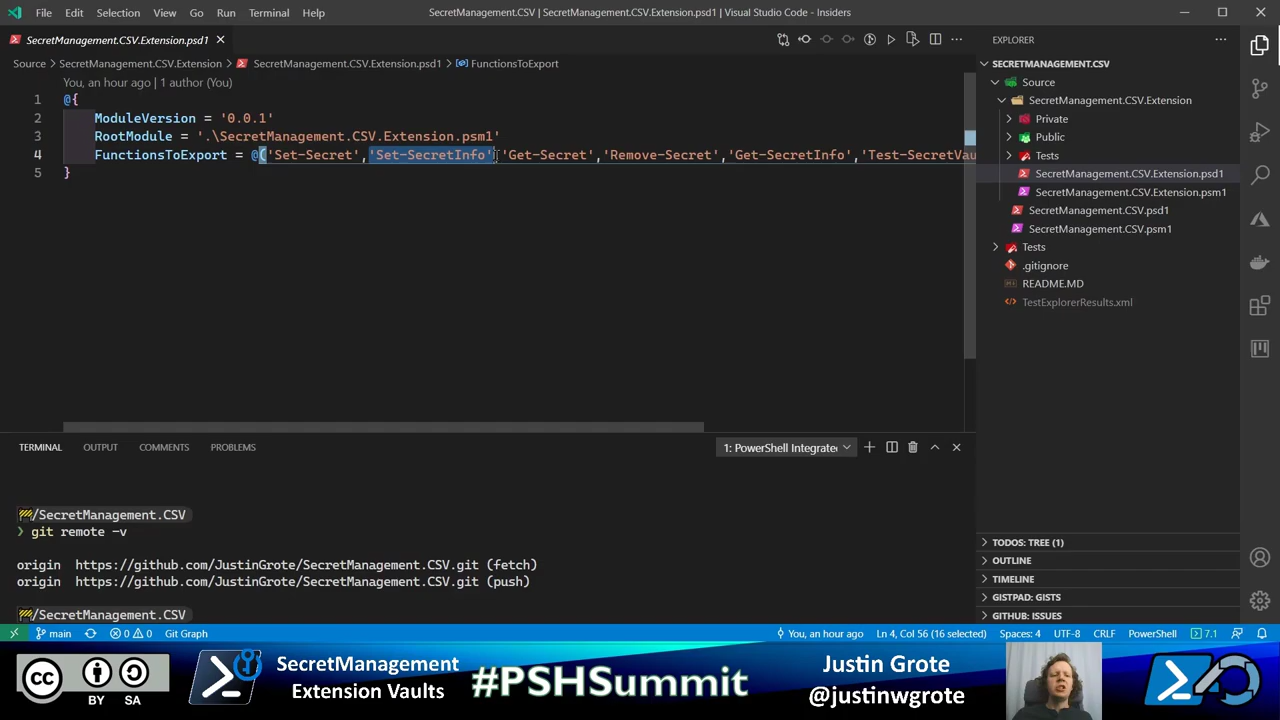 File Edit Selection View Go Run Terminal Help
SecretManagement.CSV.Extension.psd1 | SecretManagement.CSV | Visual Studio Code - Insiders
SecretManagement.CSV.Extension.psd1
Source > SecretManagement.CSV.Extension > SecretManagement.CSV.Extension.psd1 > FunctionsToExport
You, an hour ago | 1 author (You)
1 @{
2 ModuleVersion = '0.0.1'
3 RootModule = '.\SecretManagement.CSV.Extension.psm1'
4 FunctionsToExport = @('Set-Secret','Set-SecretInfo','Get-Secret','Remove-Secret','Get-SecretInfo','Test-SecretVau
5 }
EXPLORER
SECRETMANAGEMENT.CSV
Source
SecretManagement.CSV.Extension
Private
Public
Tests
SecretManagement.CSV.Extension.psd1
SecretManagement.CSV.Extension.psm1
SecretManagement.CSV.psd1
SecretManagement.CSV.psm1
Tests
.gitignore
README.MD
TestExplorerResults.xml
TODOS: TREE (1)
OUTLINE
TIMELINE
GISTPAD: GISTS
GITHUB: ISSUES
TERMINAL OUTPUT COMMENTS PROBLEMS
1: PowerShell Integrate
/SecretManagement.CSV
❯ git remote -v
origin https://github.com/JustinGrote/SecretManagement.CSV.git (fetch)
origin https://github.com/JustinGrote/SecretManagement.CSV.git (push)
/SecretManagement.CSV
main 0 0 Git Graph
You, an hour ago Ln 4, Col 56 (16 selected) Spaces: 4 UTF-8 CRLF PowerShell 7.1
cc BY SA
SecretManagement
Extension Vaults
#PSHSummit
Justin Grote
@justinwgrote